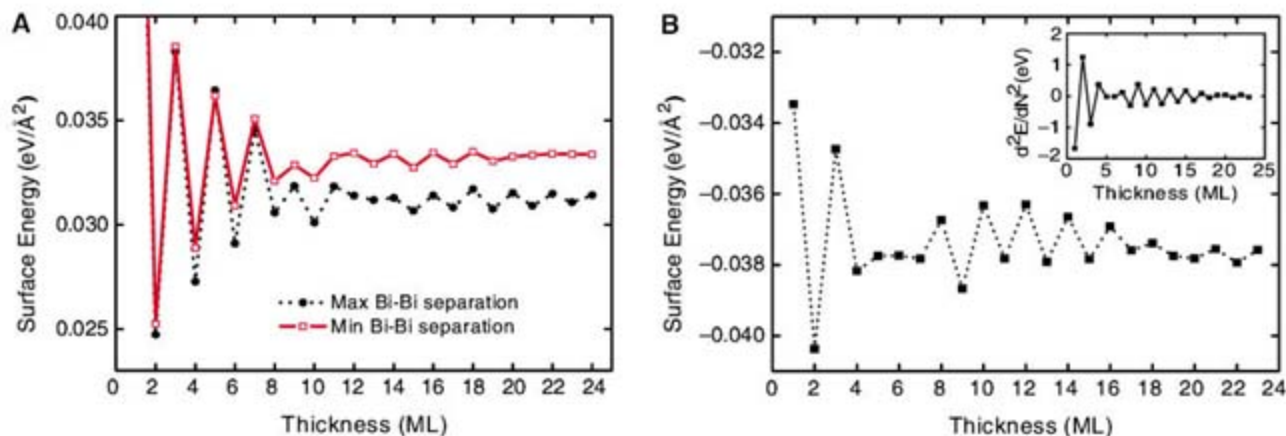 A
0.040
0.035
0.030
0.025
Surface Energy (eV/Å²)
Max Bi-Bi separation
Min Bi-Bi separation
0 2 4 6 8 10 12 14 16 18 20 22 24
Thickness (ML)
B
−0.032
−0.034
−0.036
−0.038
−0.040
Surface Energy (eV/Å²)
2
1
0
−1
−2
d²E/dN² (eV)
0 5 10 15 20 25
Thickness (ML)
0 2 4 6 8 10 12 14 16 18 20 22 24
Thickness (ML)